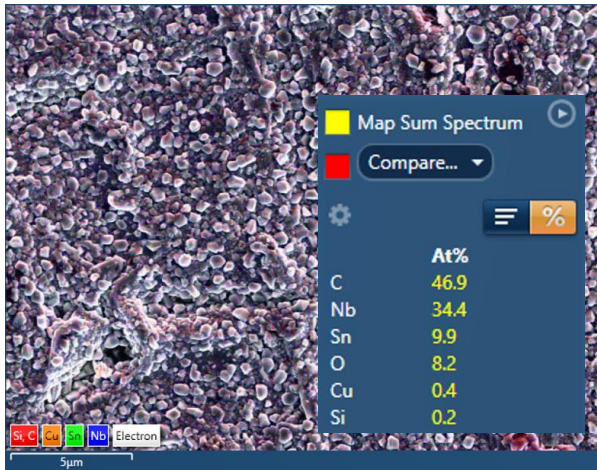 Map Sum Spectrum
Compare...
%
At%
C 46.9
Nb 34.4
Sn 9.9
O 8.2
Cu 0.4
Si 0.2
Si, C Cu Sn Nb Electron
5μm